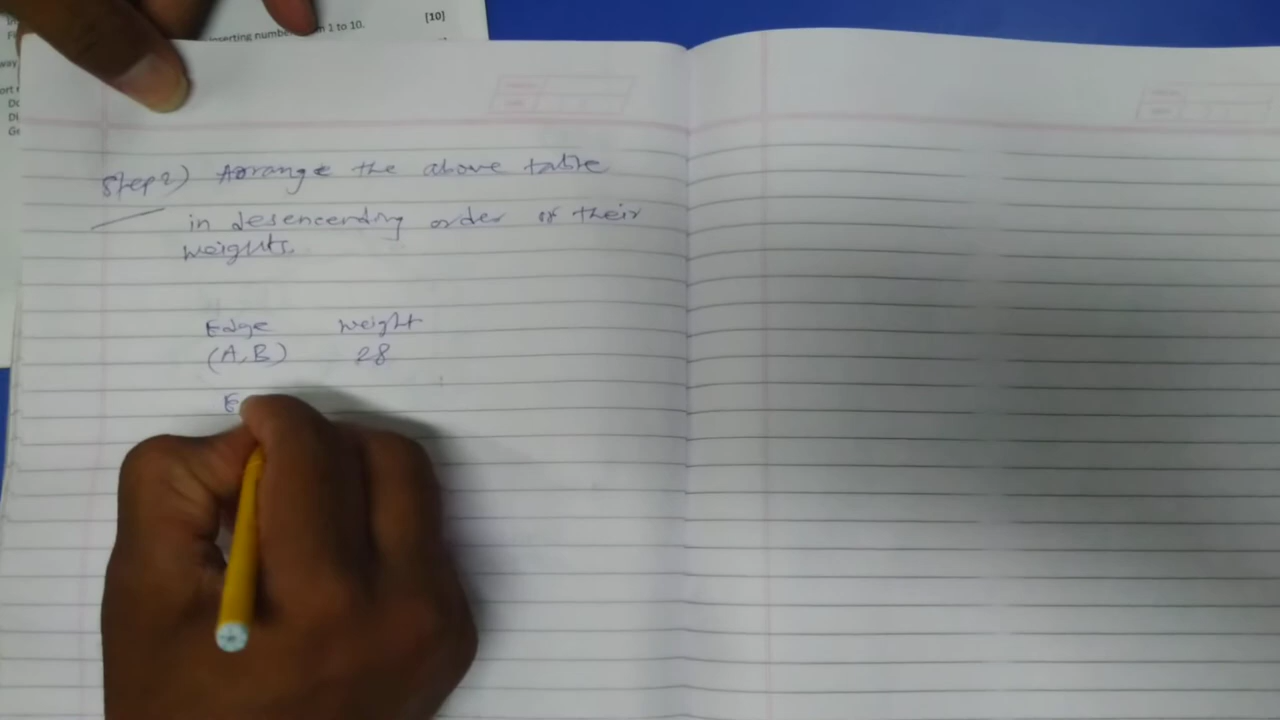 [10]
inserting number
m 1 to 10.
Step 2) Arrange the above table
in desencending order of their
weights.
Edge weight
(A,B) 28
E